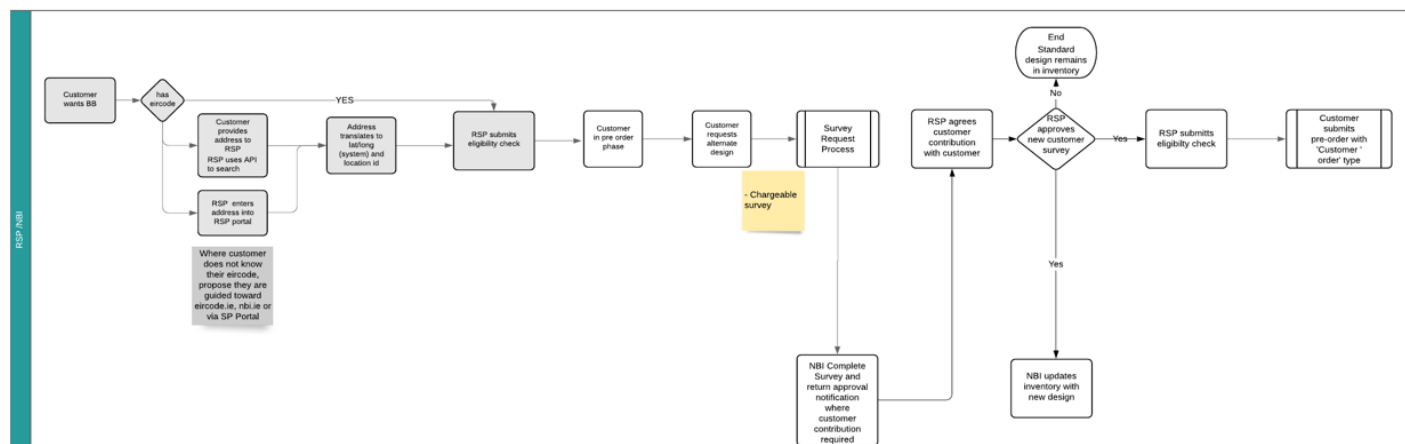 RSP /NBI
Customer
wants BB
has
eircode
YES
Customer
provides
address to
RSP
RSP uses API
to search
RSP enters
address into
RSP portal
Where customer
does not know
their eircode,
propose they are
guided toward
eircode.ie, nbi.ie or
via SP Portal
Address
translates to
lat/long
(system) and
location id
RSP submits
eligibility check
Customer
in pre order
phase
Customer
requests
alternate
design
Survey
Request
Process
- Chargeable
survey
NBI Complete
Survey and
return approval
notification
where
customer
contribution
required
RSP agrees
customer
contribution
with customer
End
Standard
design remains
in inventory
No
RSP
approves
new customer
survey
Yes
Yes
NBI updates
inventory with
new design
RSP submitts
eligibilty check
Customer
submits
pre-order with
'Customer '
order' type